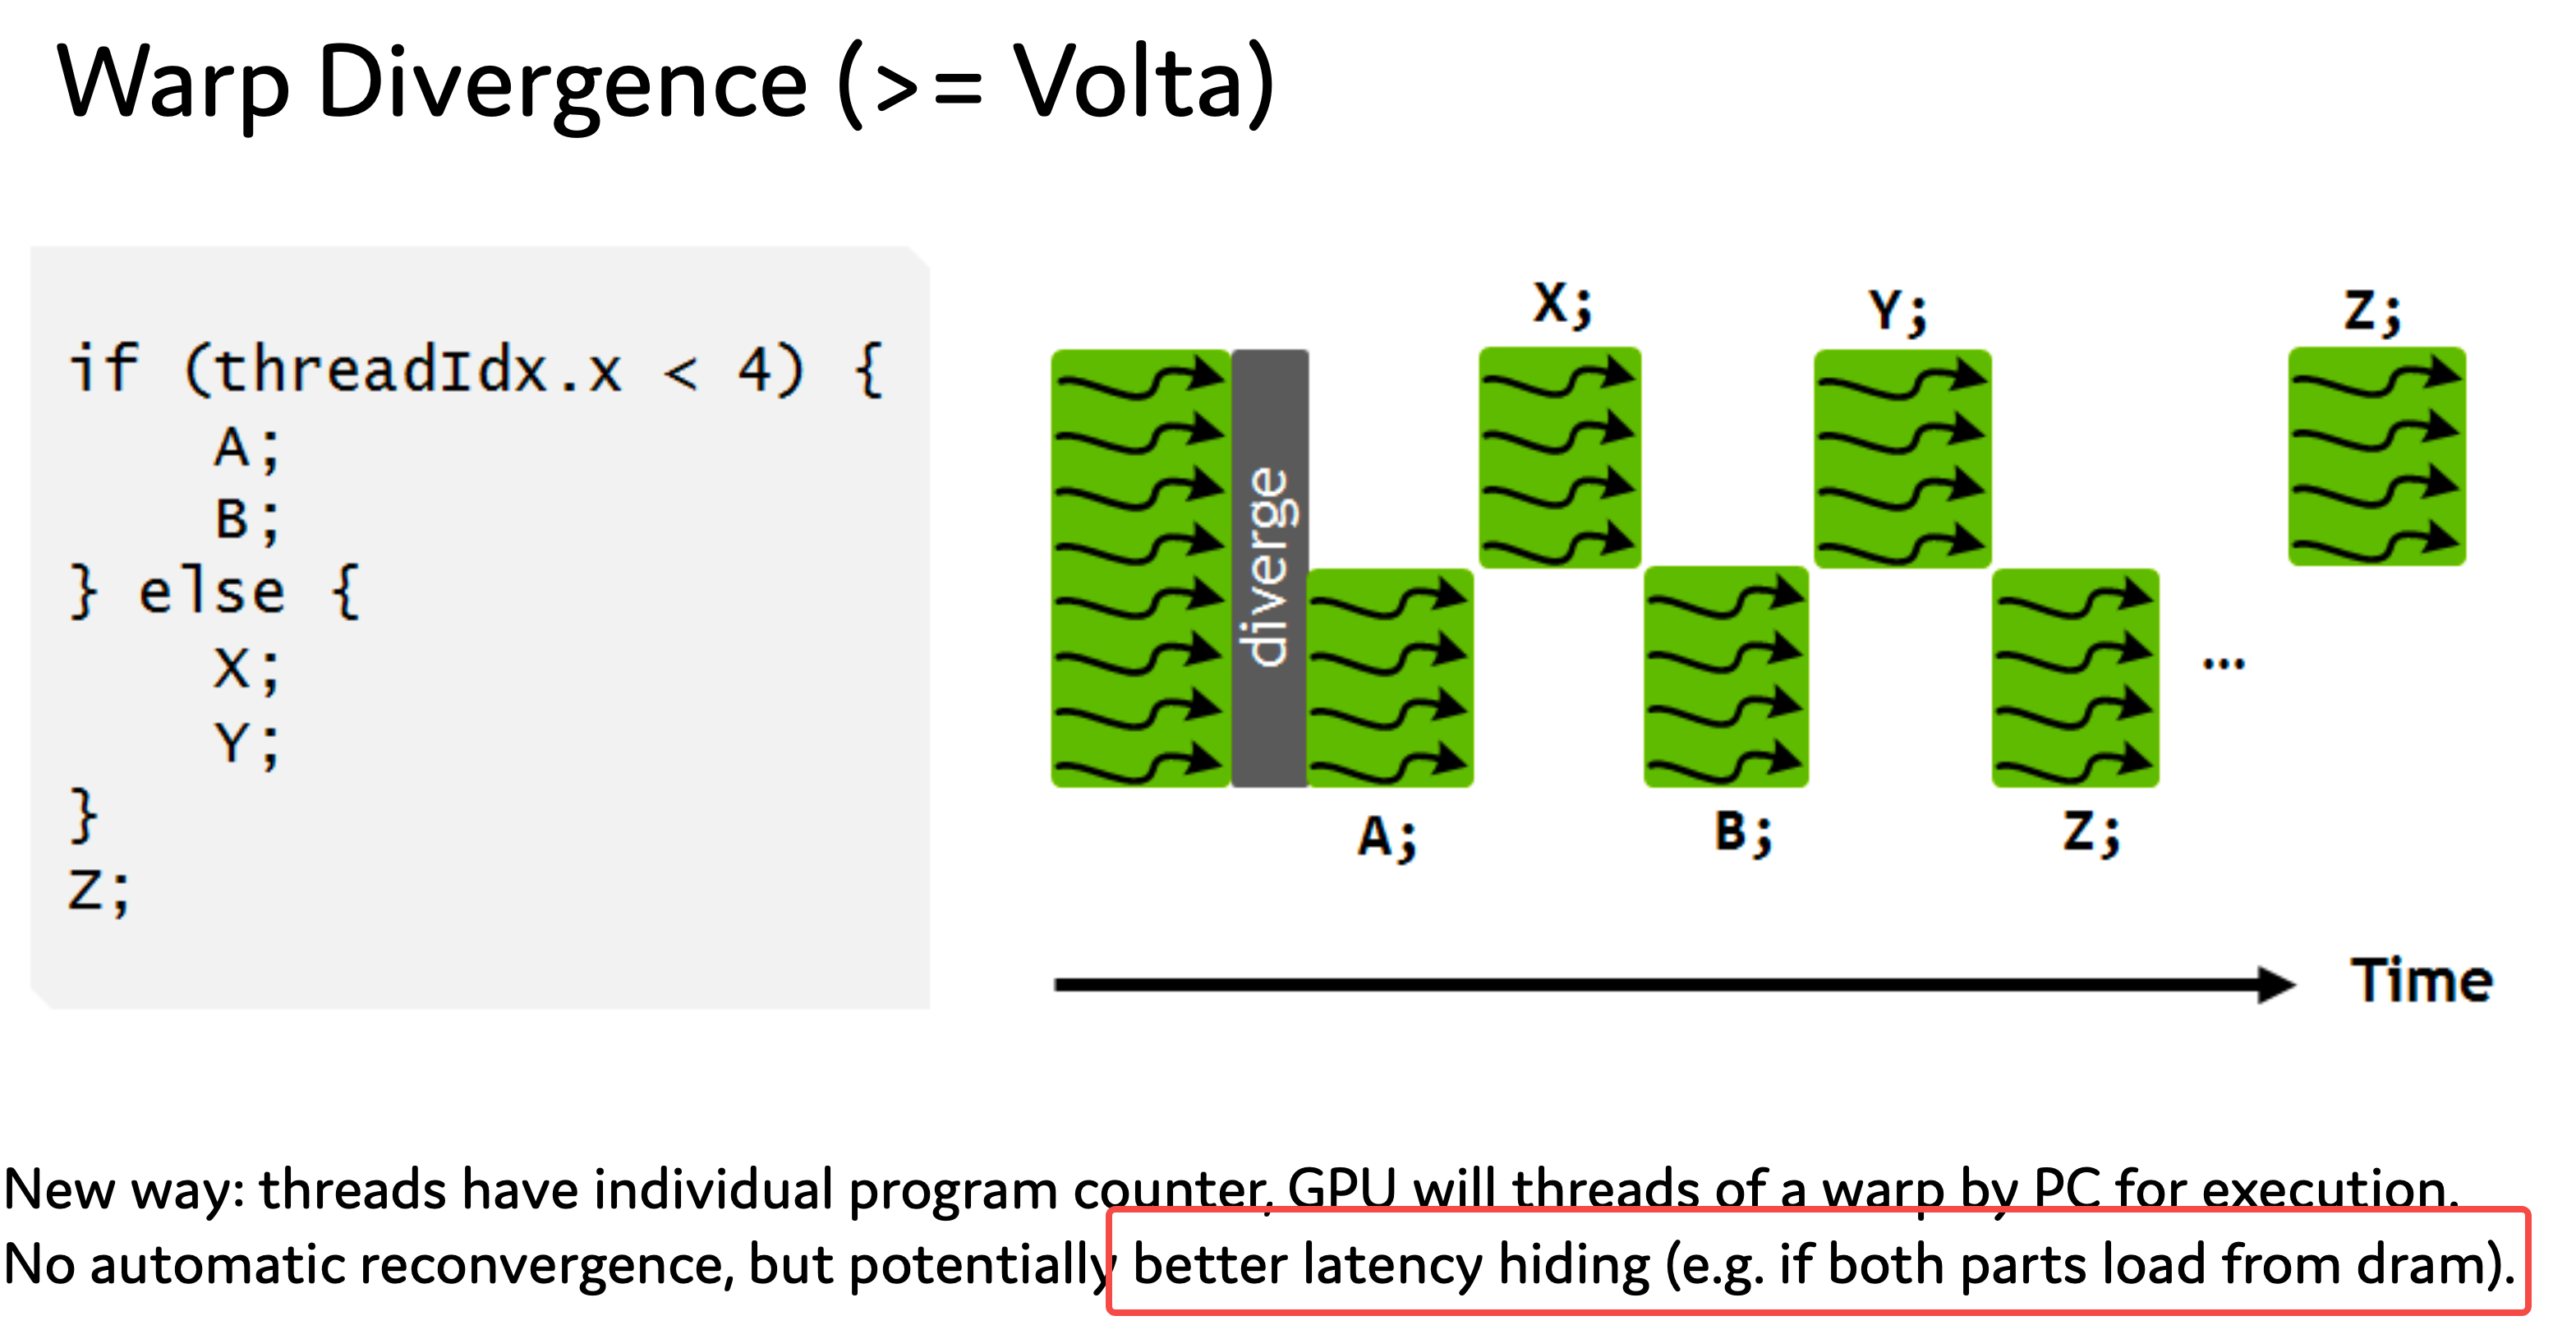 Warp Divergence (>= Volta)
if (threadIdx.x < 4) {
    A;
    B;
} else {
    X;
    Y;
}
Z;
X;
Y;
Z;
diverge
...
A;
B;
Z;
Time
New way: threads have individual program counter, GPU will threads of a warp by PC for execution.
No automatic reconvergence, but potentially better latency hiding (e.g. if both parts load from dram).